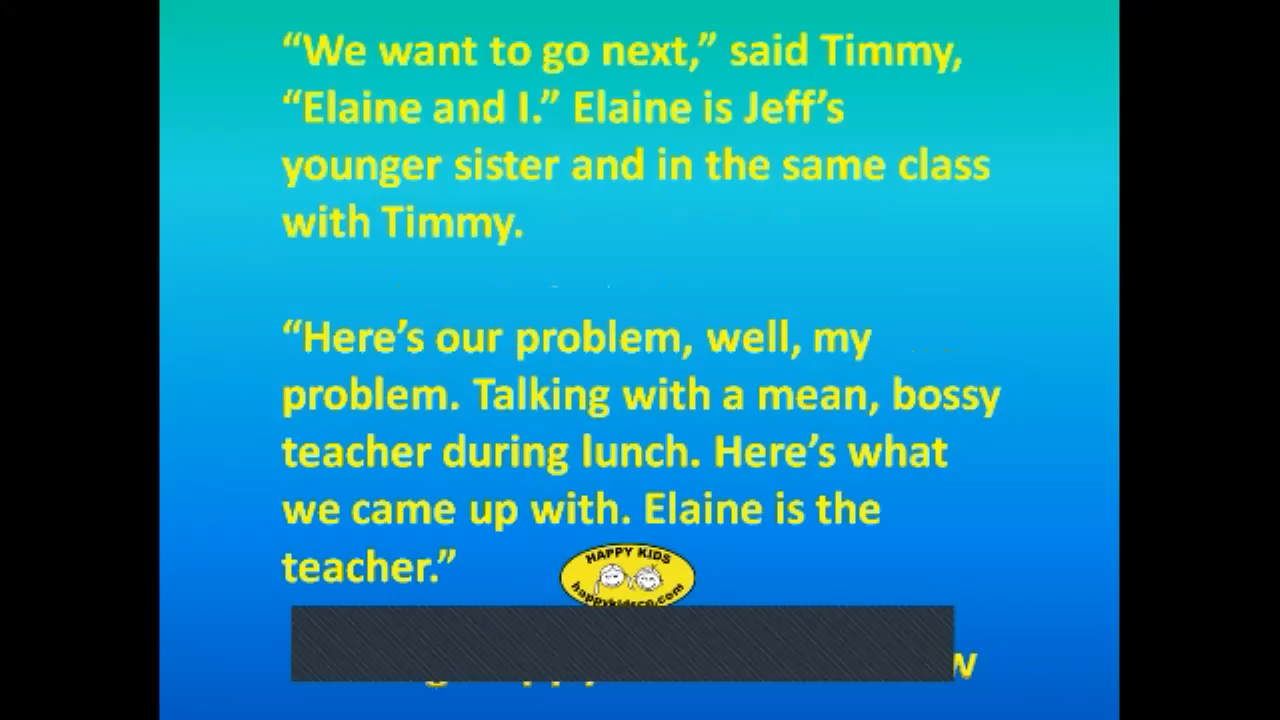 “We want to go next,” said Timmy,
“Elaine and I.” Elaine is Jeff’s
younger sister and in the same class
with Timmy.
“Here’s our problem, well, my
problem. Talking with a mean, bossy
teacher during lunch. Here’s what
we came up with. Elaine is the
teacher.”
HAPPY KIDS
happykidsco.com